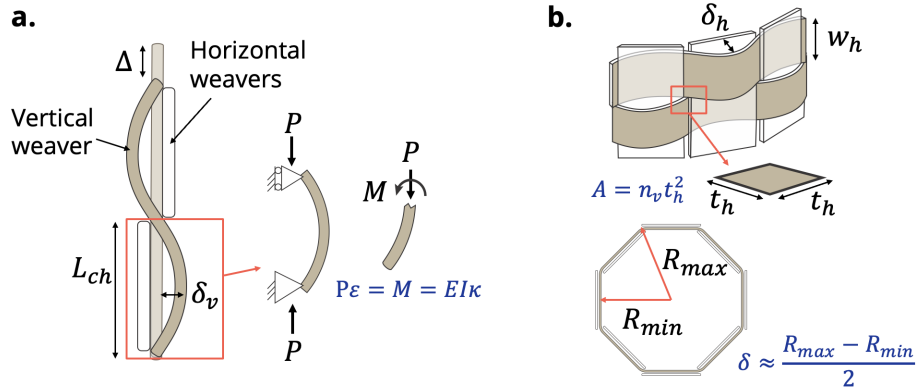 a.
Δ
Horizontal
weavers
Vertical
weaver
P
P
M
L_ch
δ_v
Pε = M = EIκ
P
b.
δ_h
w_h
A = n_v t_h^2
t_h
t_h
R_max
R_min
δ ≈ (R_max − R_min) / 2